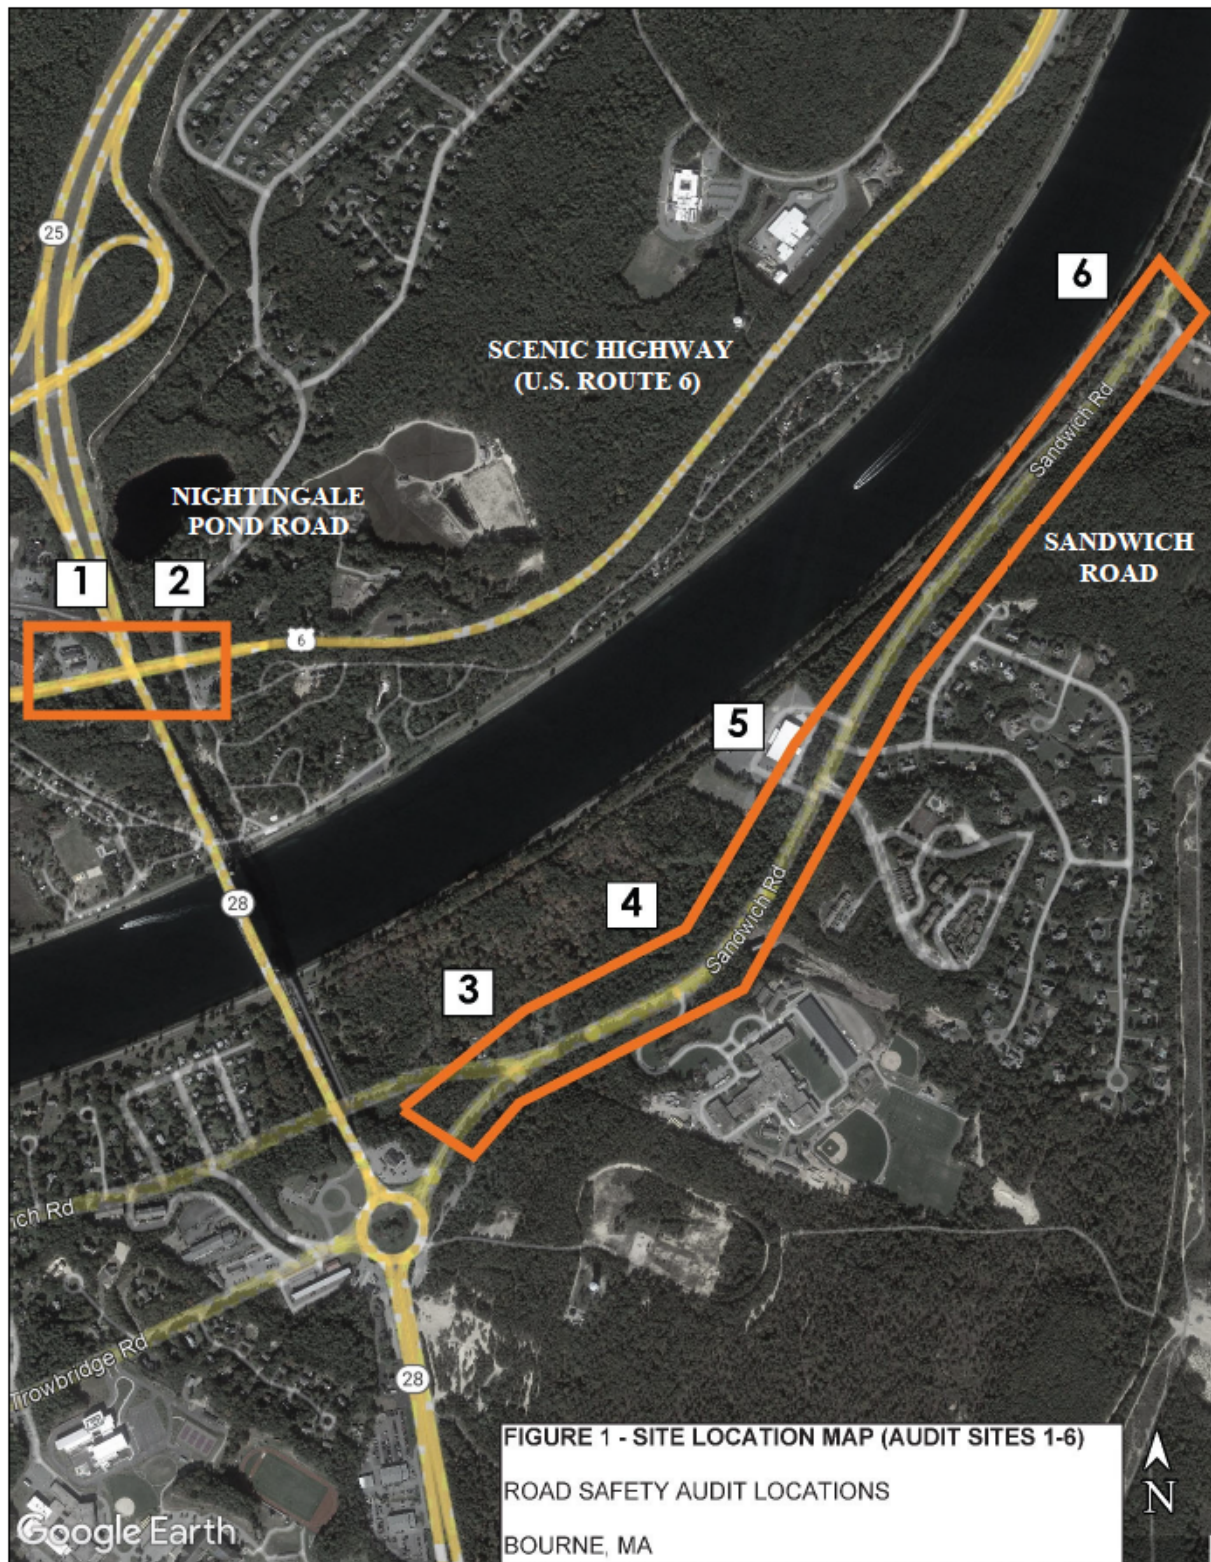 25
6
SCENIC HIGHWAY
(U.S. ROUTE 6)
Sandwich Rd
NIGHTINGALE
POND ROAD
SANDWICH
ROAD
1
2
6
5
4
28
Sandwich Rd
3
ich Rd
Trowbridge Rd
28
FIGURE 1 - SITE LOCATION MAP (AUDIT SITES 1-6)
ROAD SAFETY AUDIT LOCATIONS
BOURNE, MA
N
Google Earth